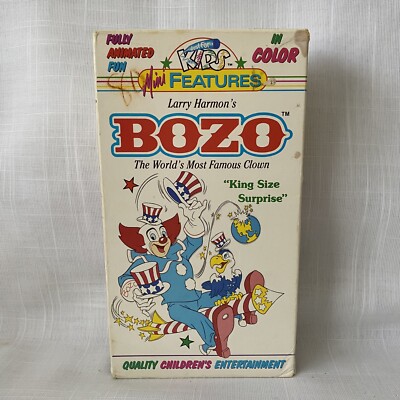 FULLY
ANIMATED
FUN
KIDS
IN
COLOR
Mini
FEATURES
Larry Harmon's
BOZO™
The World's Most Famous Clown
"King Size
Surprise"
QUALITY CHILDREN'S ENTERTAINMENT